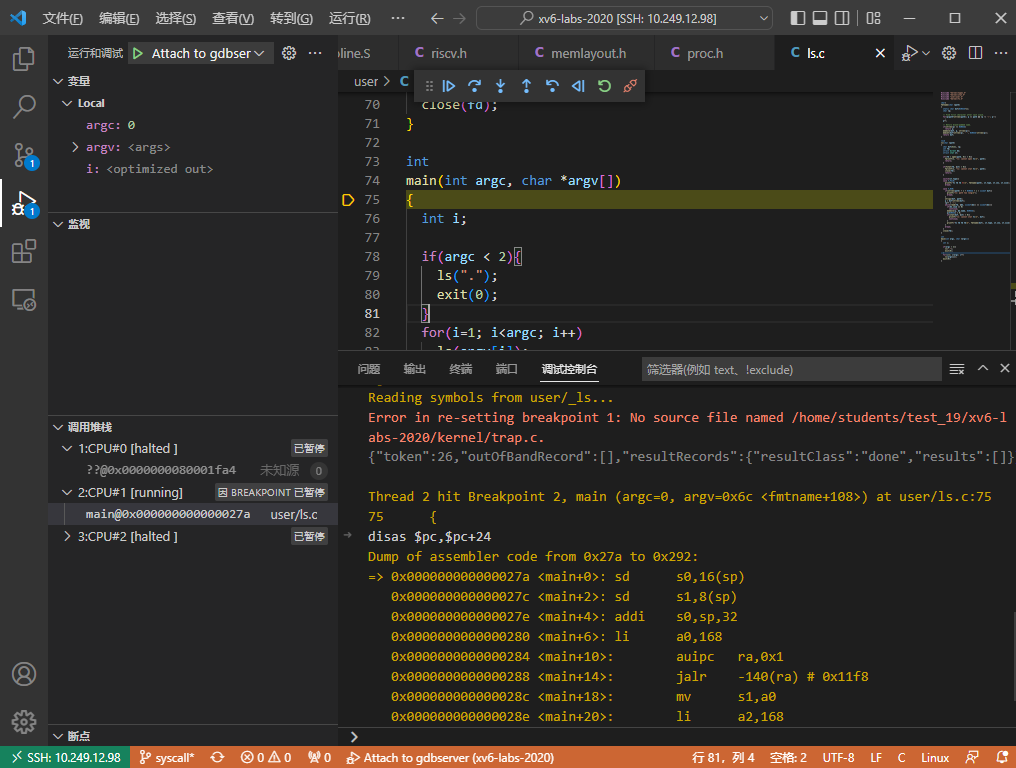 文件(F) 编辑(E) 选择(S) 查看(V) 转到(G) 运行(R) ··· xv6-labs-2020 [SSH: 10.249.12.98]
运行和调试 Attach to gdbser
变量
Local
argc: 0
argv: <args>
i: <optimized out>
监视
调用堆栈
1:CPU#0 [halted ] 已暂停
??@0x0000000080001fa4 未知源 0
2:CPU#1 [running] 因 BREAKPOINT 已暂停
main@0x000000000000027a user/ls.c
3:CPU#2 [halted ] 已暂停
断点
1
1
line.S C riscv.h C memlayout.h C proc.h C ls.c
user > C
70 close(fd);
71 }
72
73 int
74 main(int argc, char *argv[])
75 {
76 int i;
77
78 if(argc < 2){
79 ls(".");
80 exit(0);
81 }
82 for(i=1; i<argc; i++)
83 ls(argv[i]);
问题 输出 终端 端口 调试控制台 筛选器(例如 text、!exclude)
Reading symbols from user/_ls...
Error in re-setting breakpoint 1: No source file named /home/students/test_19/xv6-l
abs-2020/kernel/trap.c.
{"token":26,"outOfBandRecord":[],"resultRecords":{"resultClass":"done","results":[]}
Thread 2 hit Breakpoint 2, main (argc=0, argv=0x6c <fmtname+108>) at user/ls.c:75
75 {
disas $pc,$pc+24
Dump of assembler code from 0x27a to 0x292:
=> 0x000000000000027a <main+0>: sd s0,16(sp)
0x000000000000027c <main+2>: sd s1,8(sp)
0x000000000000027e <main+4>: addi s0,sp,32
0x0000000000000280 <main+6>: li a0,168
0x0000000000000284 <main+10>: auipc ra,0x1
0x0000000000000288 <main+14>: jalr -140(ra) # 0x11f8
0x000000000000028c <main+18>: mv s1,a0
0x000000000000028e <main+20>: li a2,168
SSH: 10.249.12.98 syscall* 0 0 0 Attach to gdbserver (xv6-labs-2020) 行 81，列 4 空格: 2 UTF-8 LF C Linux